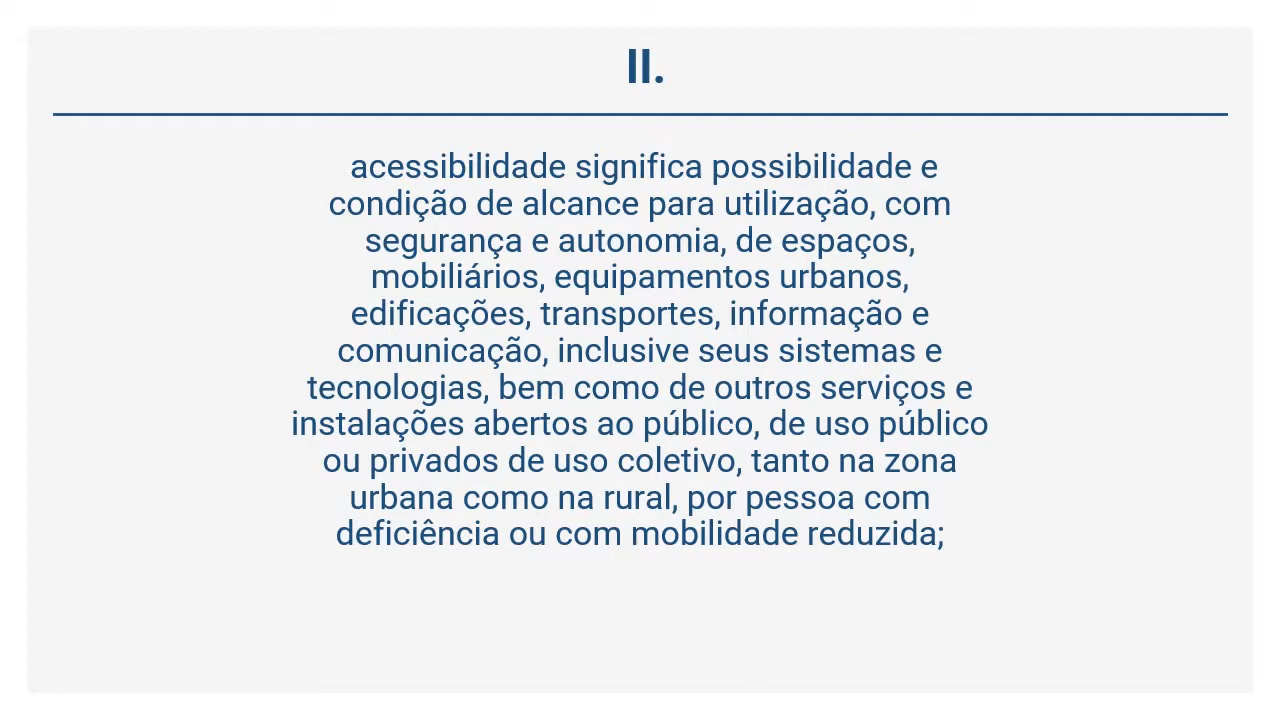 II.
acessibilidade significa possibilidade e
condição de alcance para utilização, com
segurança e autonomia, de espaços,
mobiliários, equipamentos urbanos,
edificações, transportes, informação e
comunicação, inclusive seus sistemas e
tecnologias, bem como de outros serviços e
instalações abertos ao público, de uso público
ou privados de uso coletivo, tanto na zona
urbana como na rural, por pessoa com
deficiência ou com mobilidade reduzida;